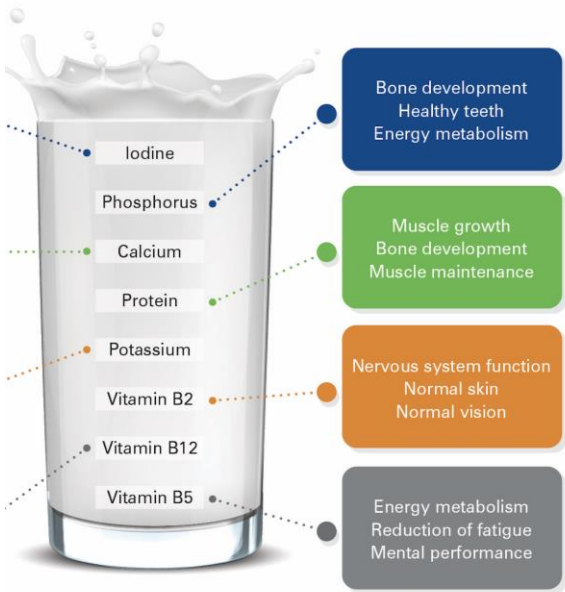 Iodine
Phosphorus
Calcium
Protein
Potassium
Vitamin B2
Vitamin B12
Vitamin B5
Bone development
Healthy teeth
Energy metabolism
Muscle growth
Bone development
Muscle maintenance
Nervous system function
Normal skin
Normal vision
Energy metabolism
Reduction of fatigue
Mental performance